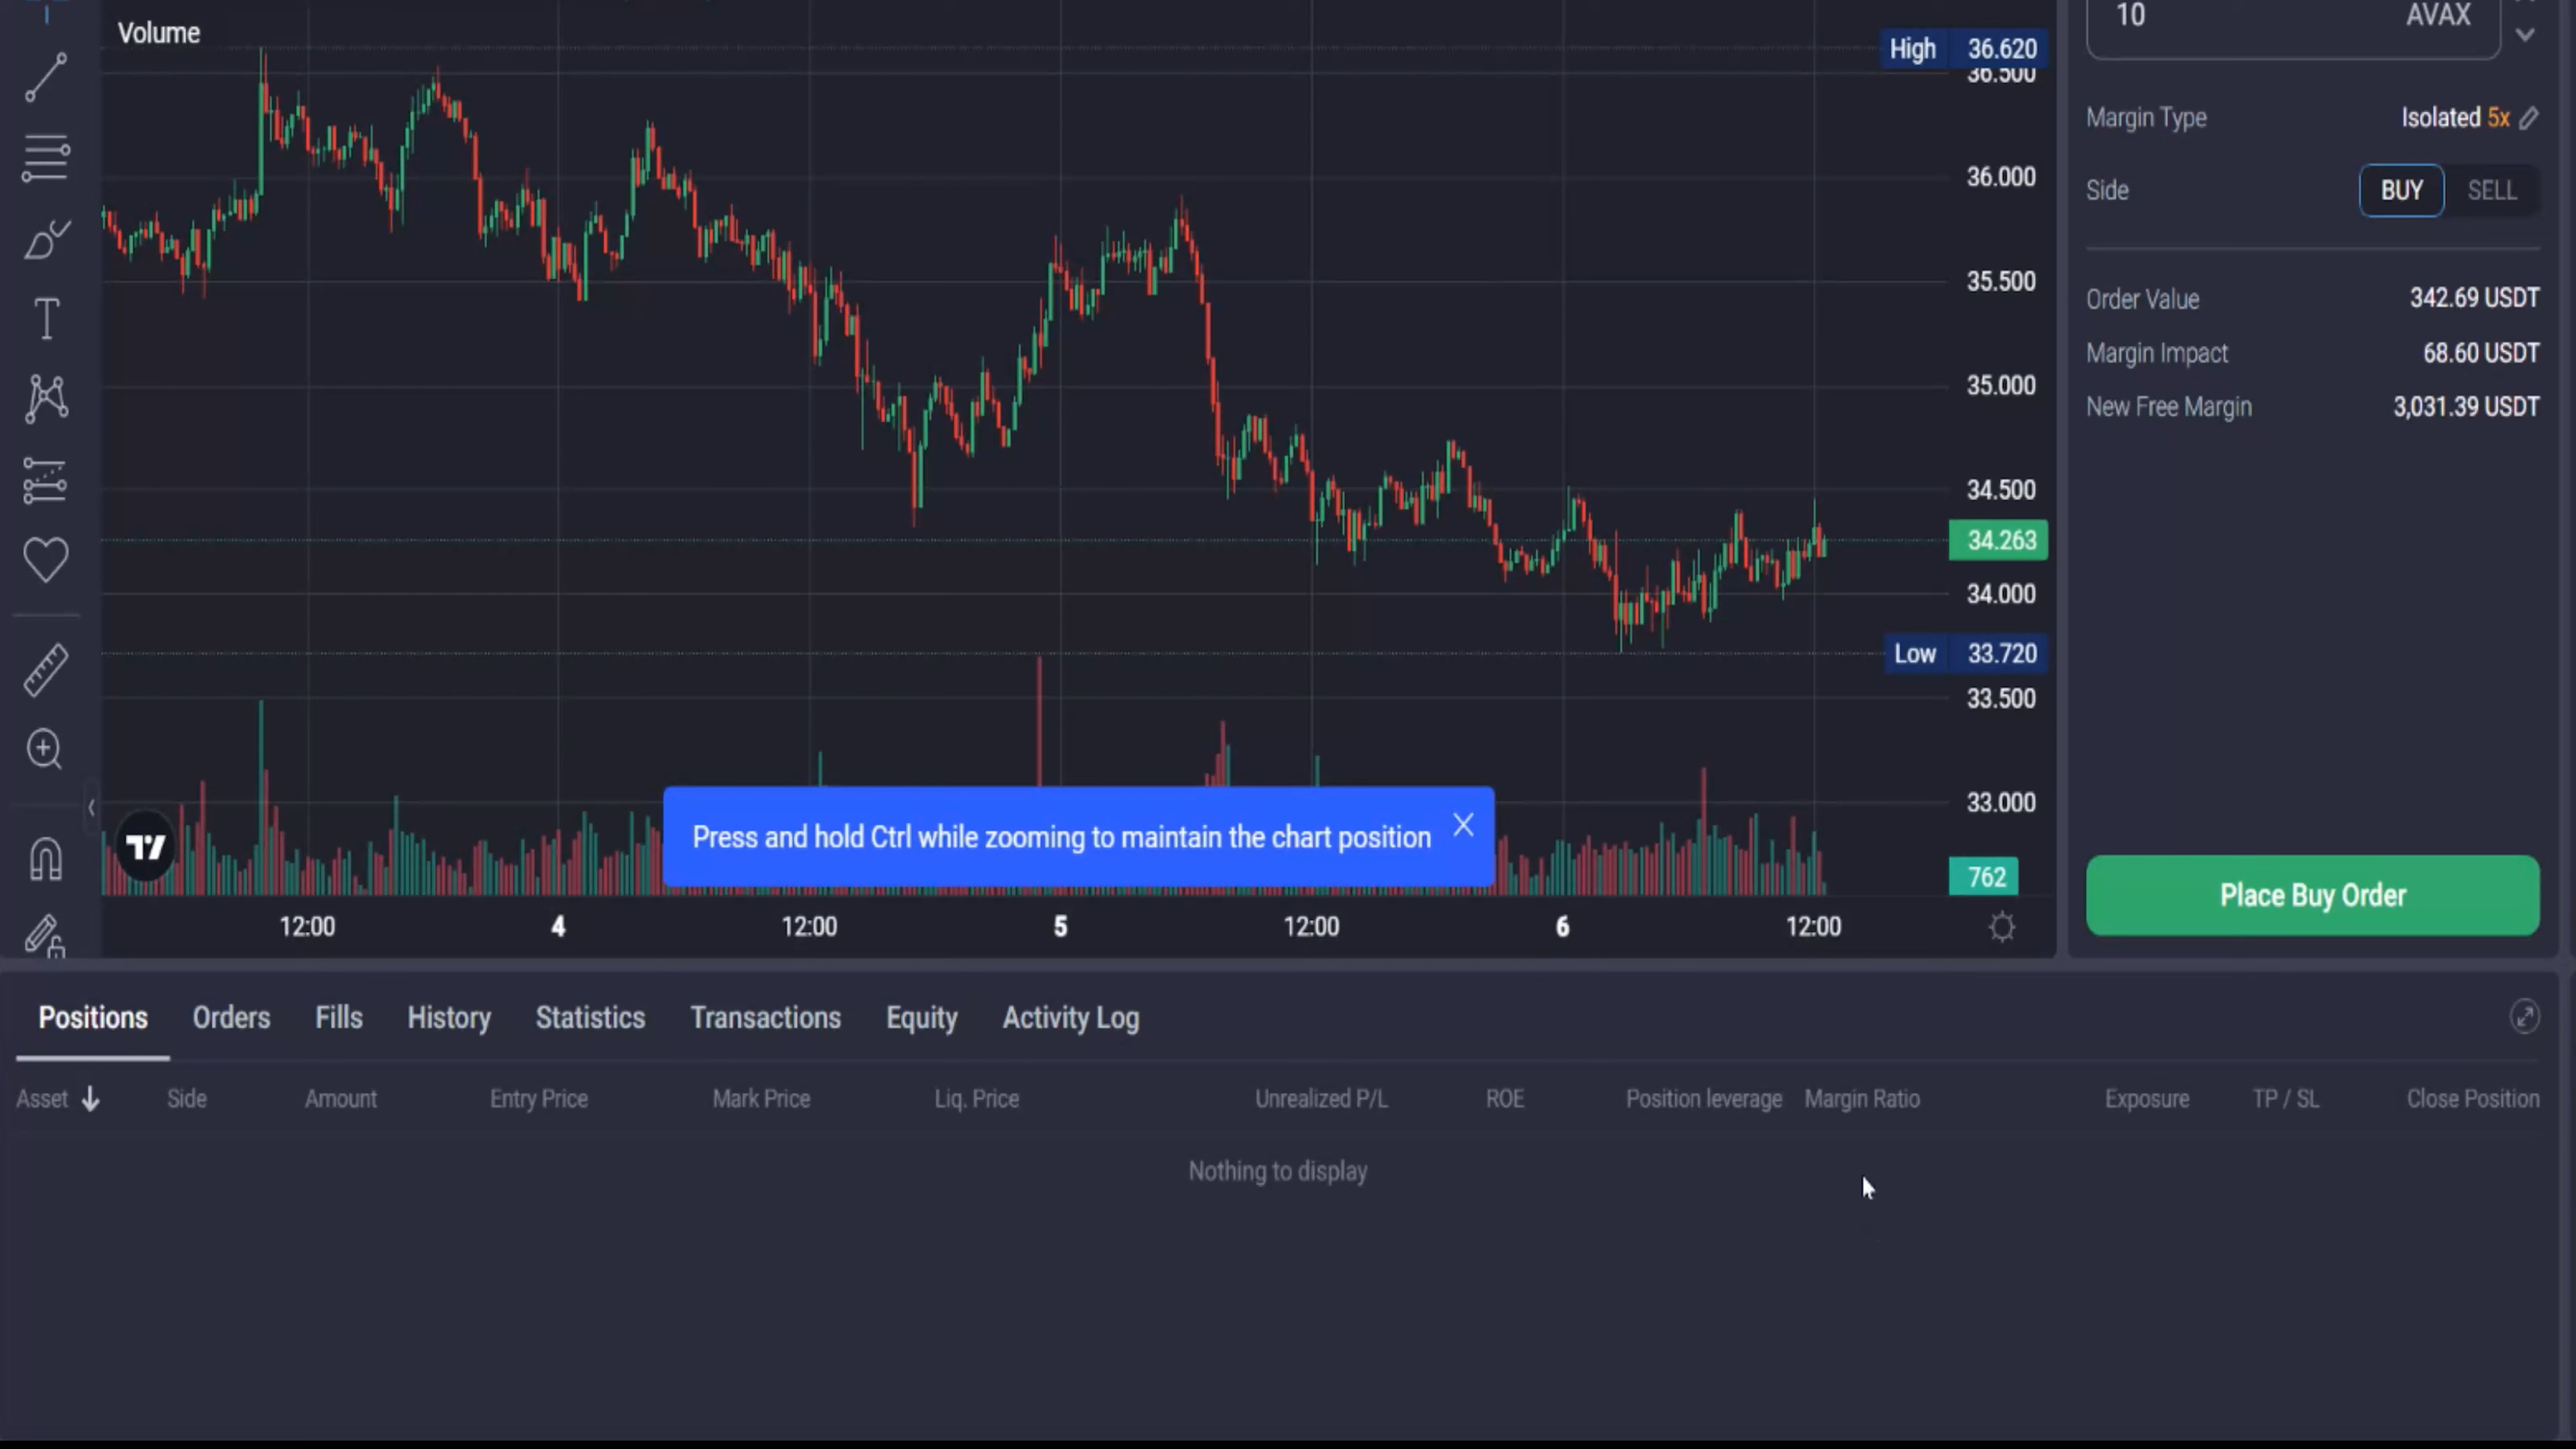 Volume
High 36.620
36.500
36.000
35.500
35.000
34.500
34.263
34.000
Low 33.720
33.500
33.000
762
12:00 4 12:00 5 12:00 6 12:00
Press and hold Ctrl while zooming to maintain the chart position
10 AVAX
Margin Type Isolated 5x
Side BUY SELL
Order Value 342.69 USDT
Margin Impact 68.60 USDT
New Free Margin 3,031.39 USDT
Place Buy Order
Positions Orders Fills History Statistics Transactions Equity Activity Log
Asset Side Amount Entry Price Mark Price Liq. Price Unrealized P/L ROE Position leverage Margin Ratio Exposure TP / SL Close Position
Nothing to display